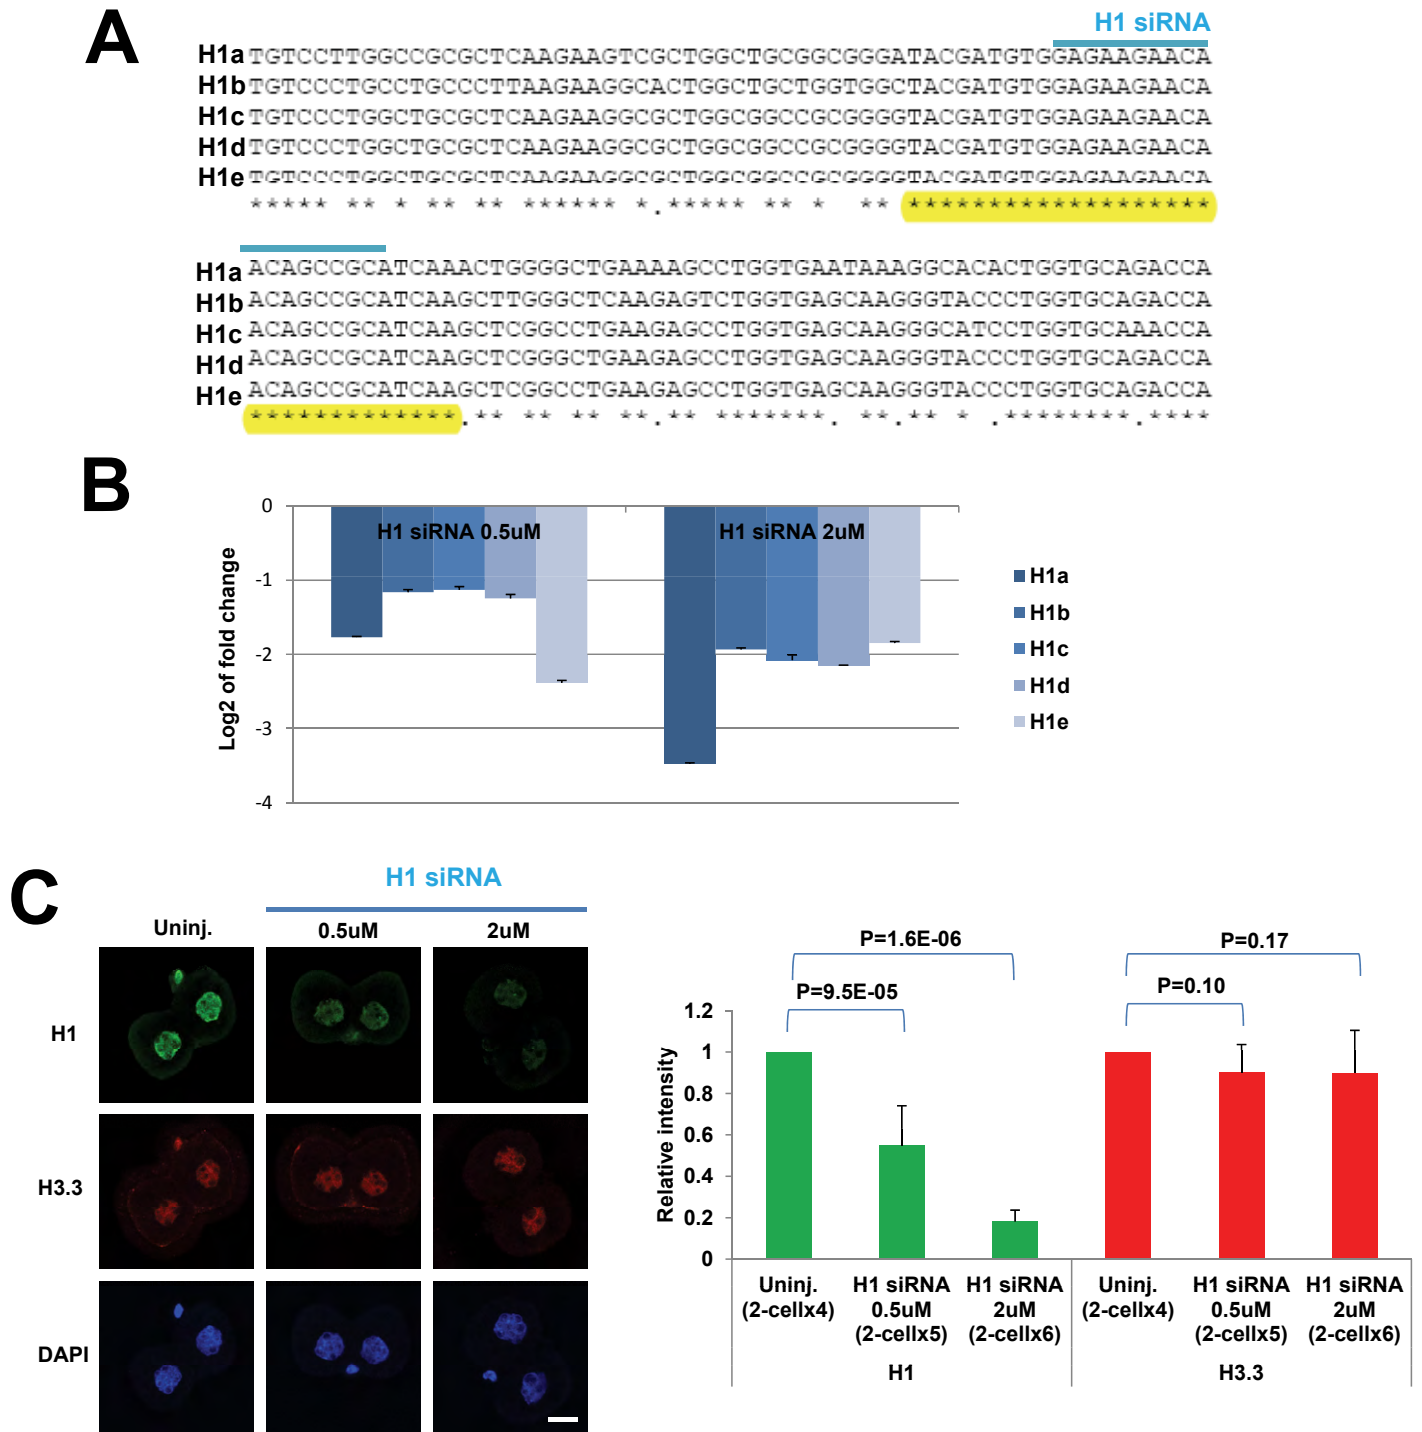 A
H1 siRNA
H1a TGTCCTTGGCCGCGCTCAAGAAGTCGCTGGCTGCGGCGGGATACGATGTGGAGAAGAACA
H1b TGTCCCTGCCTGCCCTTAAGAAGGCACTGGCTGCTGGTGGCTACGATGTGGAGAAGAACA
H1c TGTCCCTGGCTGCGCTCAAGAAGGCGCTGGCGGCCGCGGGGTACGATGTGGAGAAGAACA
H1d TGTCCCTGGCTGCGCTCAAGAAGGCGCTGGCGGCCGCGGGGTACGATGTGGAGAAGAACA
H1e TGTCCCTGGCTGCGCTCAAGAAGGCGCTGGCGGCCGCGGGGTACGATGTGGAGAAGAACA
***** ** * ** ** ****** *.***** ** *  ** *******************
H1a ACAGCCGCATCAAACTGGGGCTGAAAAGCCTGGTGAATAAAGGCACACTGGTGCAGACCA
H1b ACAGCCGCATCAAGCTTGGGCTCAAGAGTCTGGTGAGCAAGGGTACCCTGGTGCAGACCA
H1c ACAGCCGCATCAAGCTCGGCCTGAAGAGCCTGGTGAGCAAGGGCATCCTGGTGCAAACCA
H1d ACAGCCGCATCAAGCTCGGGCTGAAGAGCCTGGTGAGCAAGGGTACCCTGGTGCAGACCA
H1e ACAGCCGCATCAAGCTCGGCCTGAAGAGCCTGGTGAGCAAGGGTACCCTGGTGCAGACCA
*************.** ** ** **.** *******. **.** * .********.****
B
0
-1
-2
-3
-4
Log2 of fold change
H1 siRNA 0.5uM
H1 siRNA 2uM
H1a
H1b
H1c
H1d
H1e
C
H1 siRNA
Uninj.
0.5uM
2uM
H1
H3.3
DAPI
P=1.6E-06
P=9.5E-05
P=0.17
P=0.10
1.2
1
0.8
0.6
0.4
0.2
0
Relative intensity
Uninj.
(2-cellx4)
H1 siRNA
0.5uM
(2-cellx5)
H1 siRNA
2uM
(2-cellx6)
Uninj.
(2-cellx4)
H1 siRNA
0.5uM
(2-cellx5)
H1 siRNA
2uM
(2-cellx6)
H1
H3.3